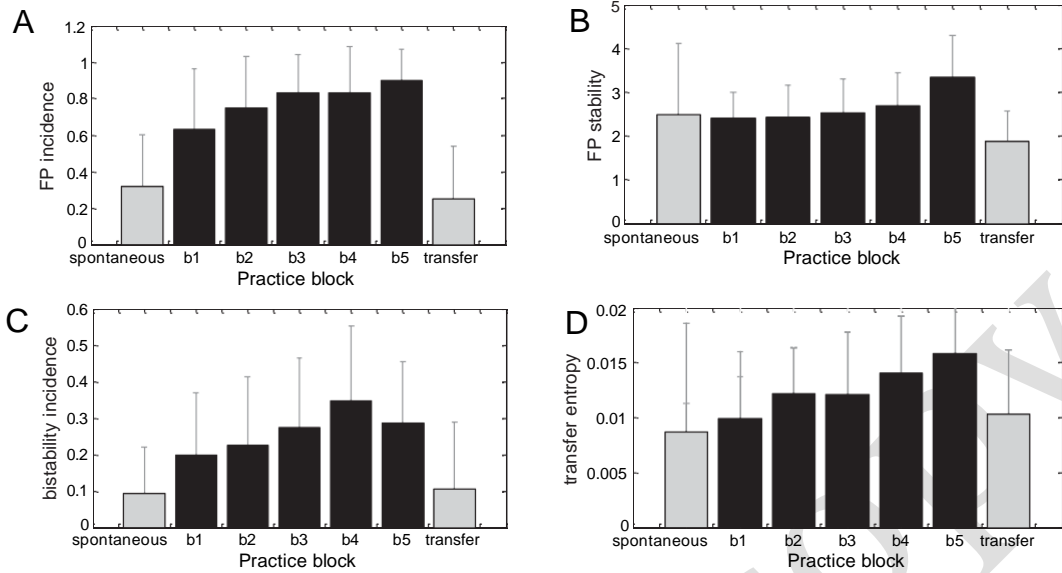 A
FP incidence
1.2
1
0.8
0.6
0.4
0.2
0
spontaneous b1 b2 b3 b4 b5 transfer
Practice block
B
FP stability
5
4
3
2
1
0
spontaneous b1 b2 b3 b4 b5 transfer
Practice block
C
bistability incidence
0.6
0.5
0.4
0.3
0.2
0.1
0
spontaneous b1 b2 b3 b4 b5 transfer
Practice block
D
transfer entropy
0.02
0.015
0.01
0.005
0
spontaneous b1 b2 b3 b4 b5 transfer
Practice block